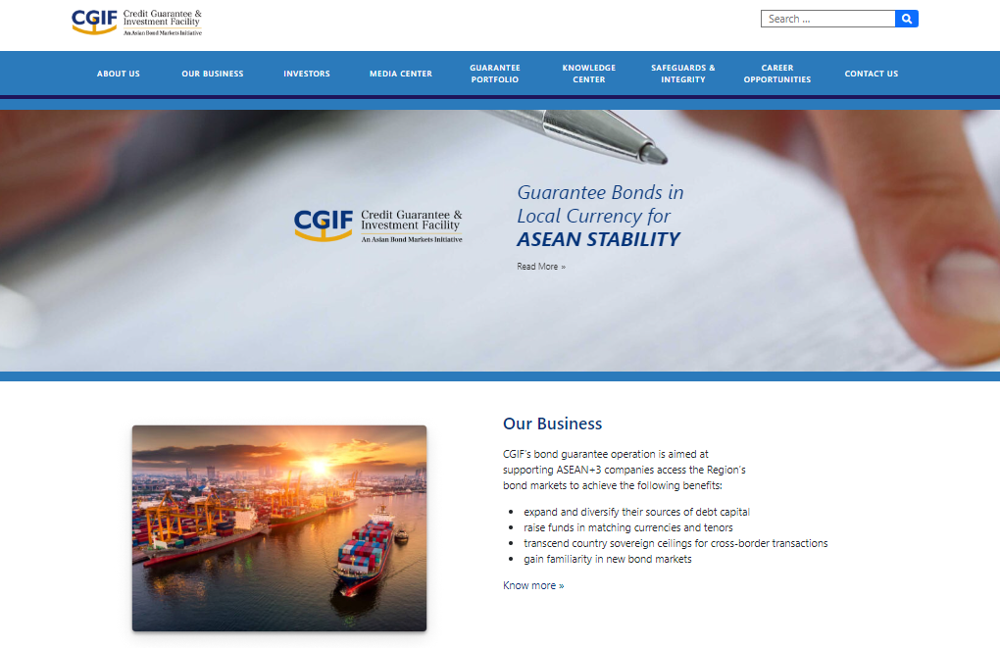 CGIF Credit Guarantee &
Investment Facility
An Asian Bond Markets Initiative
Search ...
ABOUT US
OUR BUSINESS
INVESTORS
MEDIA CENTER
GUARANTEE
PORTFOLIO
KNOWLEDGE
CENTER
SAFEGUARDS &
INTEGRITY
CAREER
OPPORTUNITIES
CONTACT US
CGIF Credit Guarantee &
Investment Facility
An Asian Bond Markets Initiative
Guarantee Bonds in
Local Currency for
ASEAN STABILITY
Read More »
Our Business
CGIF's bond guarantee operation is aimed at
supporting ASEAN+3 companies access the Region's
bond markets to achieve the following benefits:
• expand and diversify their sources of debt capital
• raise funds in matching currencies and tenors
• transcend country sovereign ceilings for cross-border transactions
• gain familiarity in new bond markets
Know more »